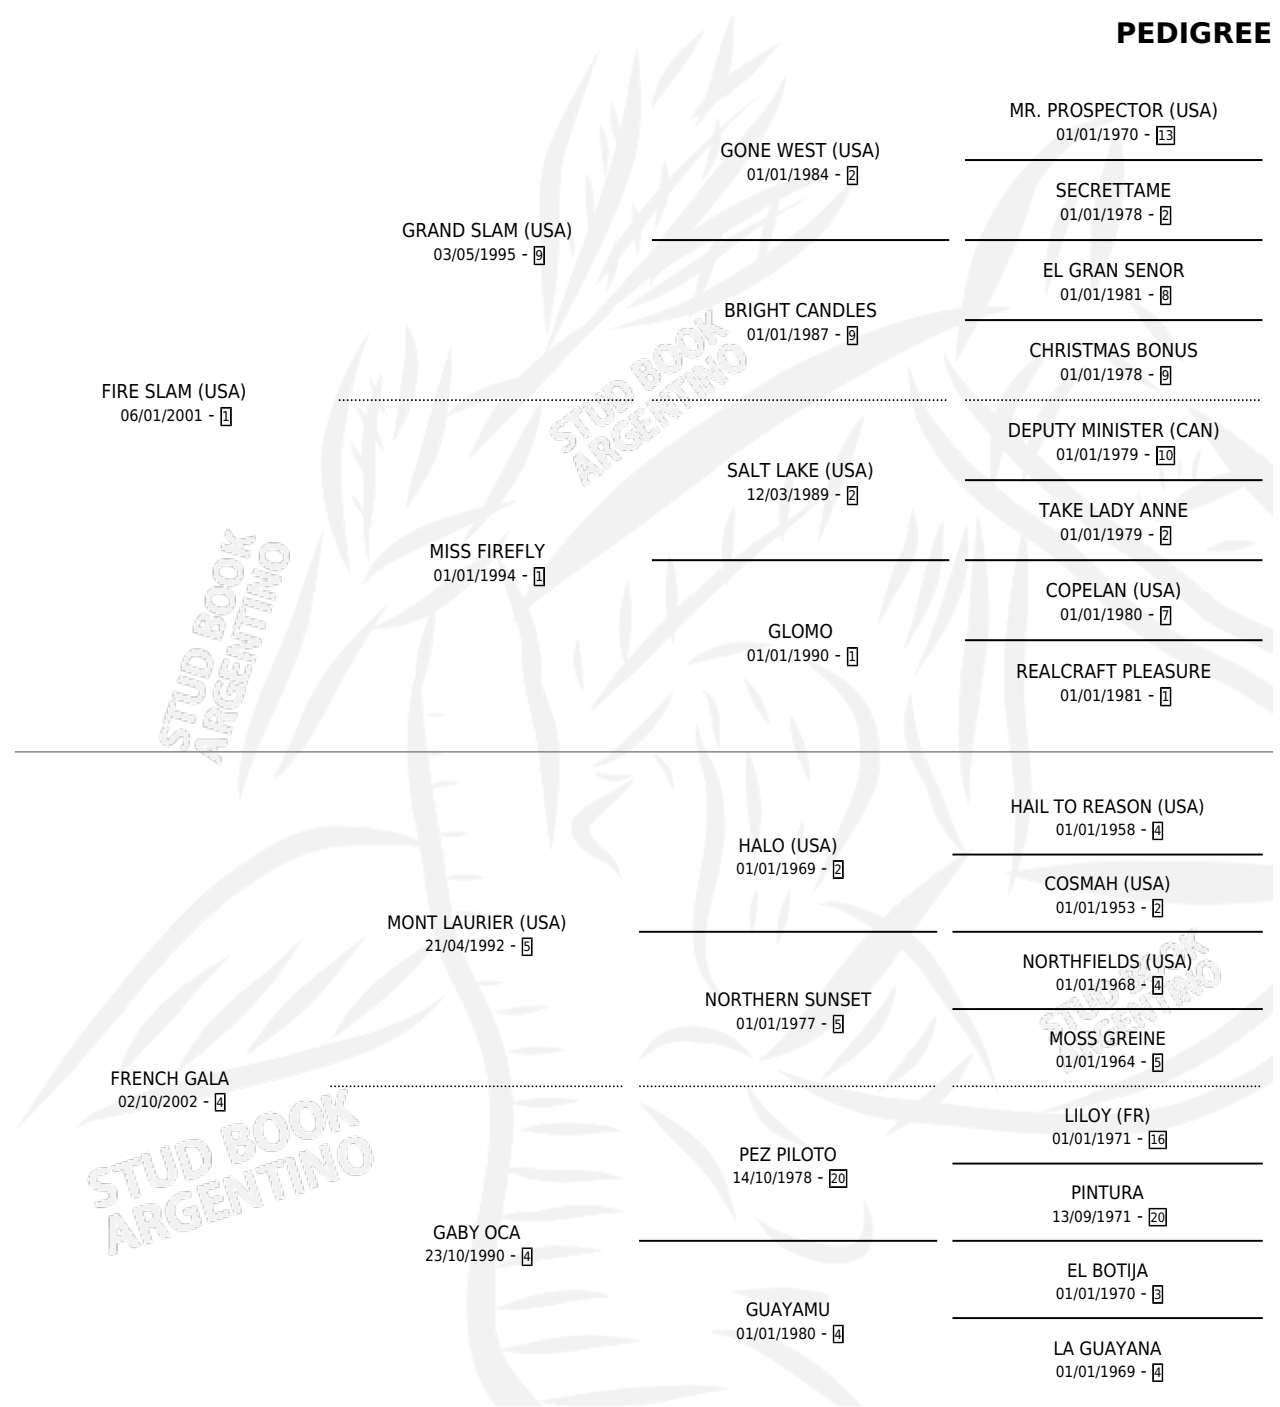 PEDIGREE
MR. PROSPECTOR (USA)
01/01/1970 - 13
GONE WEST (USA)
01/01/1984 - 2
SECRETTAME
01/01/1978 - 2
GRAND SLAM (USA)
03/05/1995 - 9
EL GRAN SENOR
01/01/1981 - 8
BRIGHT CANDLES
01/01/1987 - 9
CHRISTMAS BONUS
01/01/1978 - 9
FIRE SLAM (USA)
06/01/2001 - 1
STUD BOOK
ARGENTINO
DEPUTY MINISTER (CAN)
01/01/1979 - 10
SALT LAKE (USA)
12/03/1989 - 2
TAKE LADY ANNE
01/01/1979 - 2
MISS FIREFLY
01/01/1994 - 1
COPELAN (USA)
01/01/1980 - 7
GLOMO
01/01/1990 - 1
REALCRAFT PLEASURE
01/01/1981 - 1
STUD BOOK
ARGENTINO
HAIL TO REASON (USA)
01/01/1958 - 4
HALO (USA)
01/01/1969 - 2
COSMAH (USA)
01/01/1953 - 2
MONT LAURIER (USA)
21/04/1992 - 5
NORTHFIELDS (USA)
01/01/1968 - 4
NORTHERN SUNSET
01/01/1977 - 5
MOSS GREINE
01/01/1964 - 5
STUD BOOK
ARGENTINO
FRENCH GALA
02/10/2002 - 4
LILOY (FR)
01/01/1971 - 16
PEZ PILOTO
14/10/1978 - 20
PINTURA
13/09/1971 - 20
STUD BOOK
ARGENTINO
GABY OCA
23/10/1990 - 4
EL BOTIJA
01/01/1970 - 3
GUAYAMU
01/01/1980 - 4
LA GUAYANA
01/01/1969 - 4